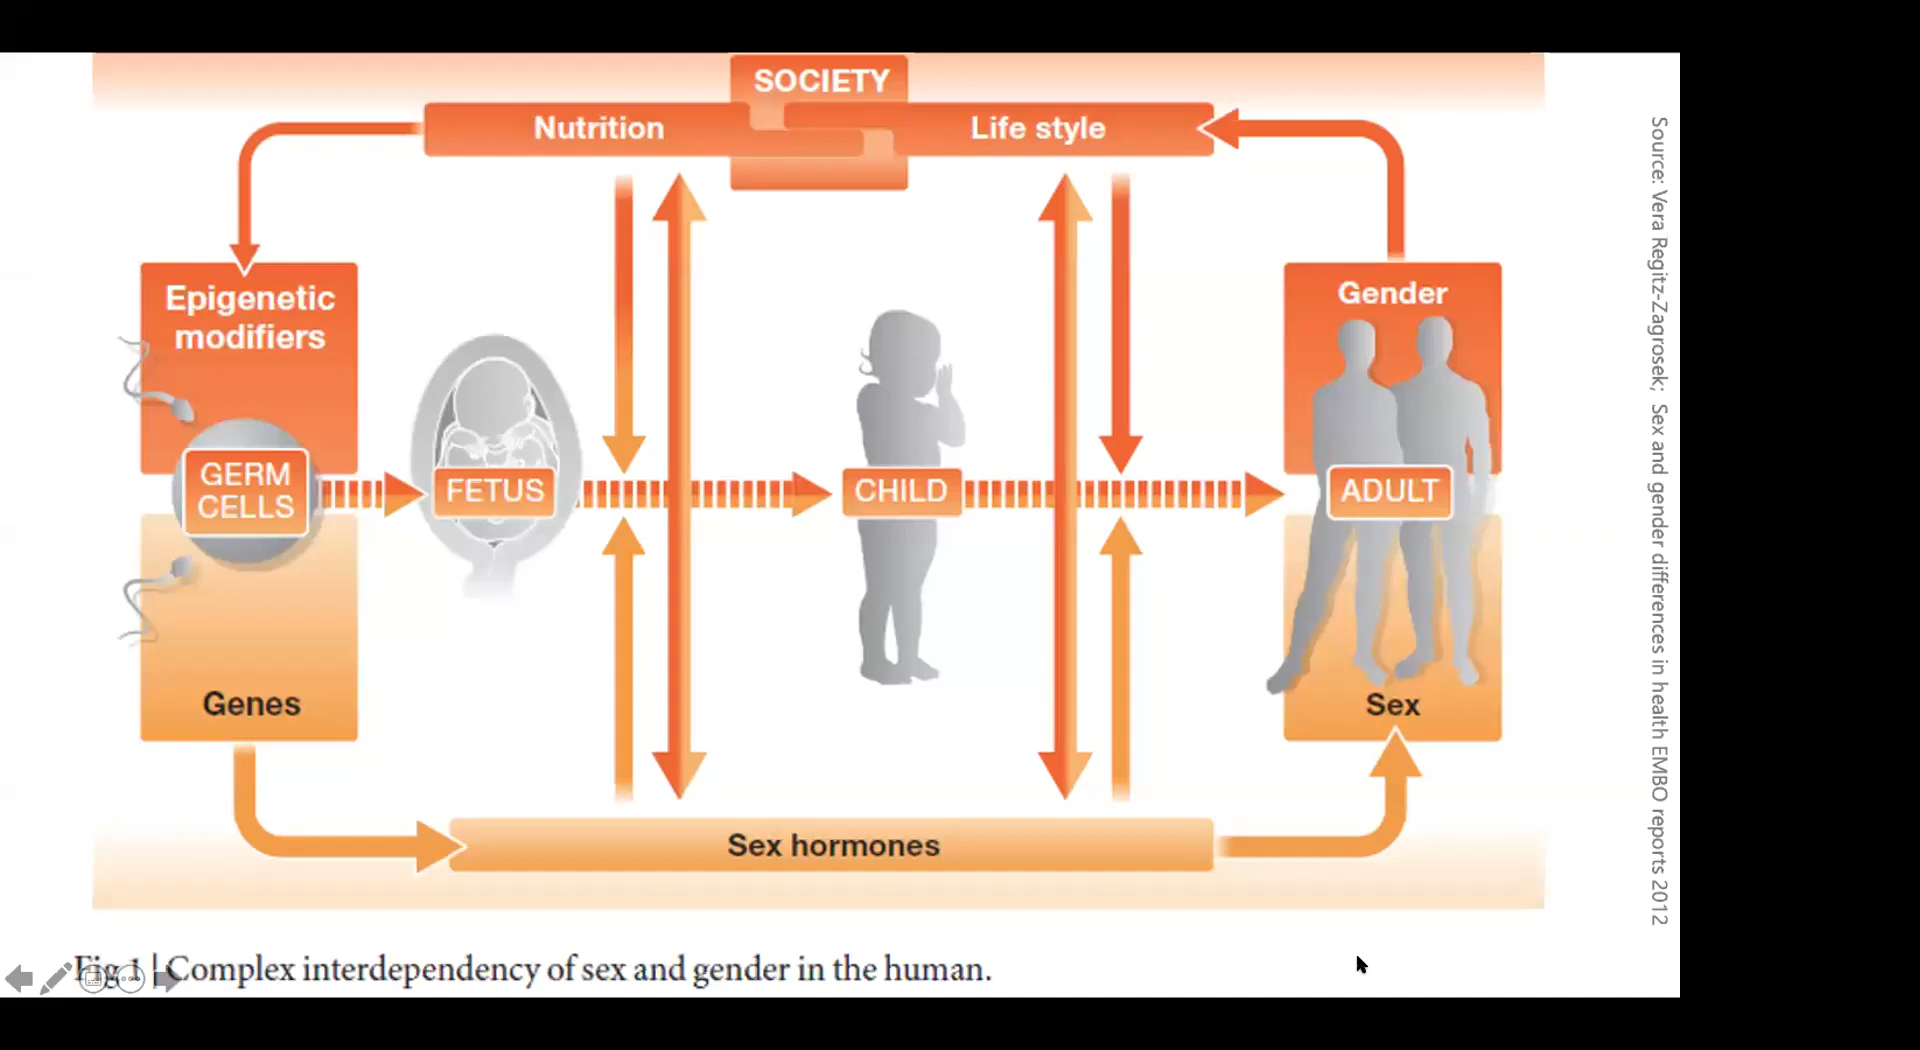 SOCIETY
Nutrition
Life style
Epigenetic
modifiers
Gender
GERM
CELLS
FETUS
CHILD
ADULT
Genes
Sex
Sex hormones
Fig 1 | Complex interdependency of sex and gender in the human.
Source: Vera Regitz-Zagrosek; Sex and gender differences in health EMBO reports 2012